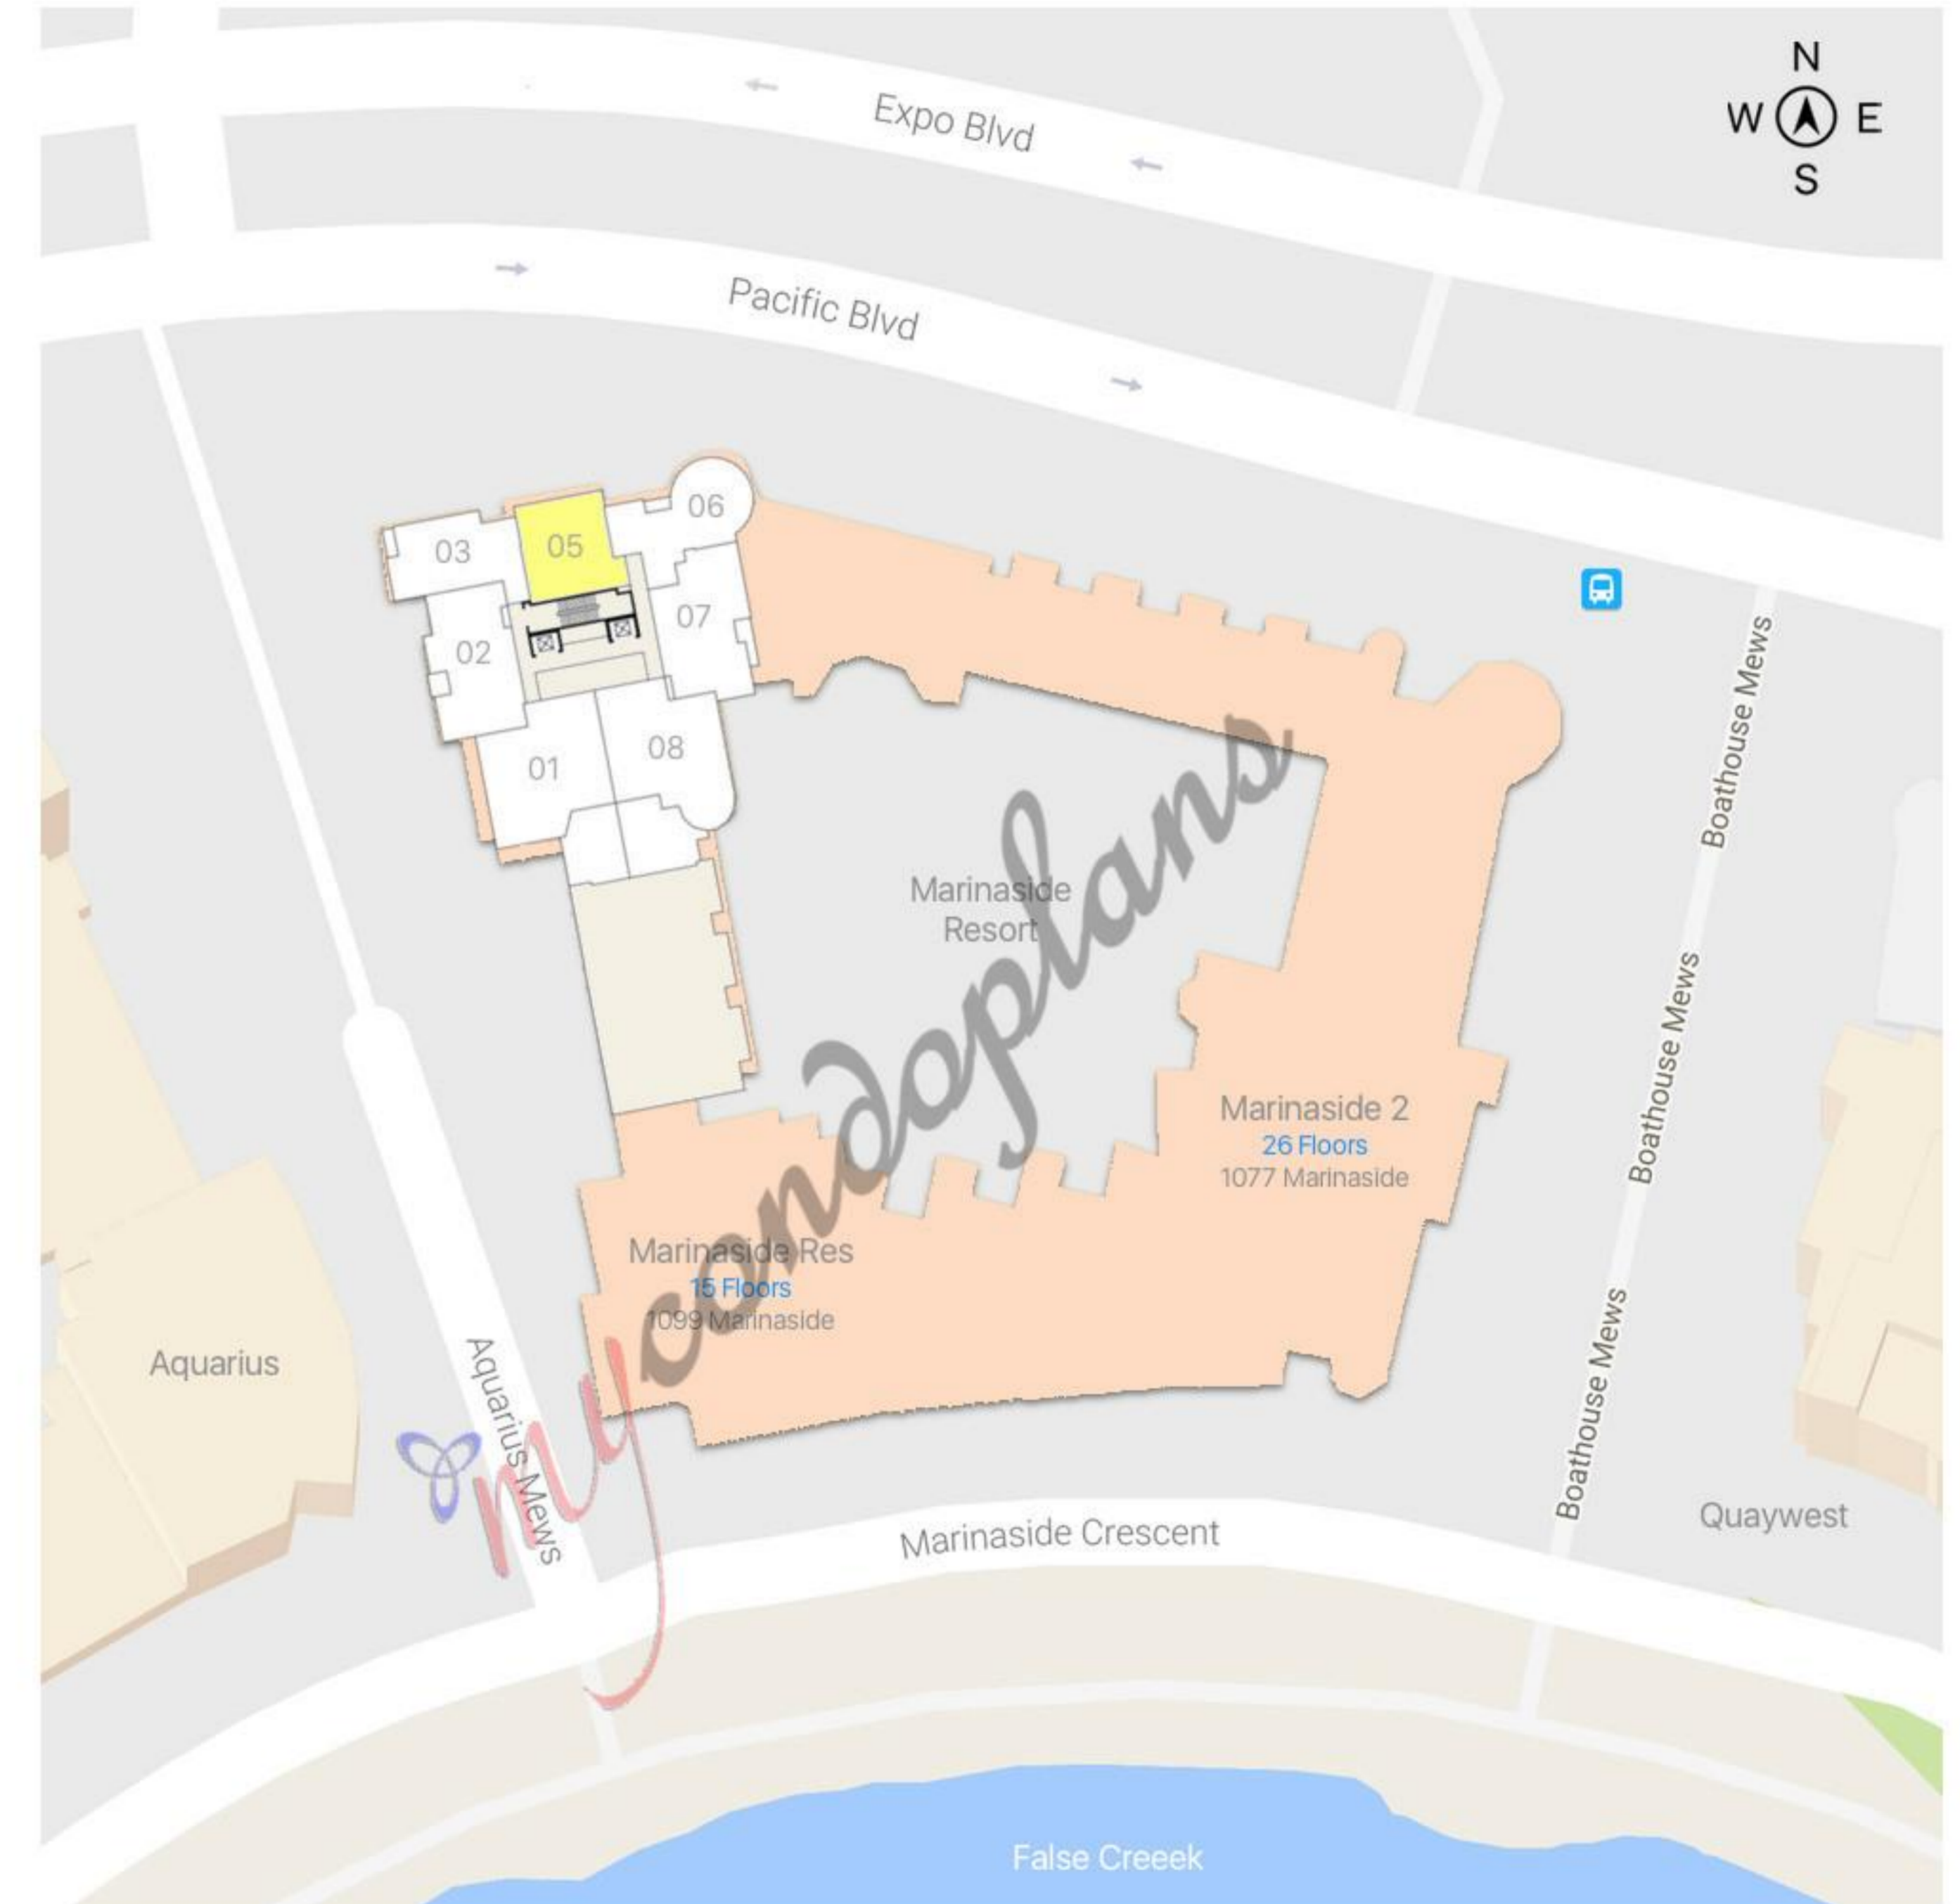 N
W E
S
Expo Blvd
Pacific Blvd
06
03
05
07
02
08
01
Boathouse Mews
Marinaside
Resort
Boathouse Mews
Marinaside 2
26 Floors
1077 Marinaside
Marinaside Res
15 Floors
1099 Marinaside
Aquarius
Aquarius Mews
Boathouse Mews
Quaywest
Marinaside Crescent
False Creeek
my condoplans